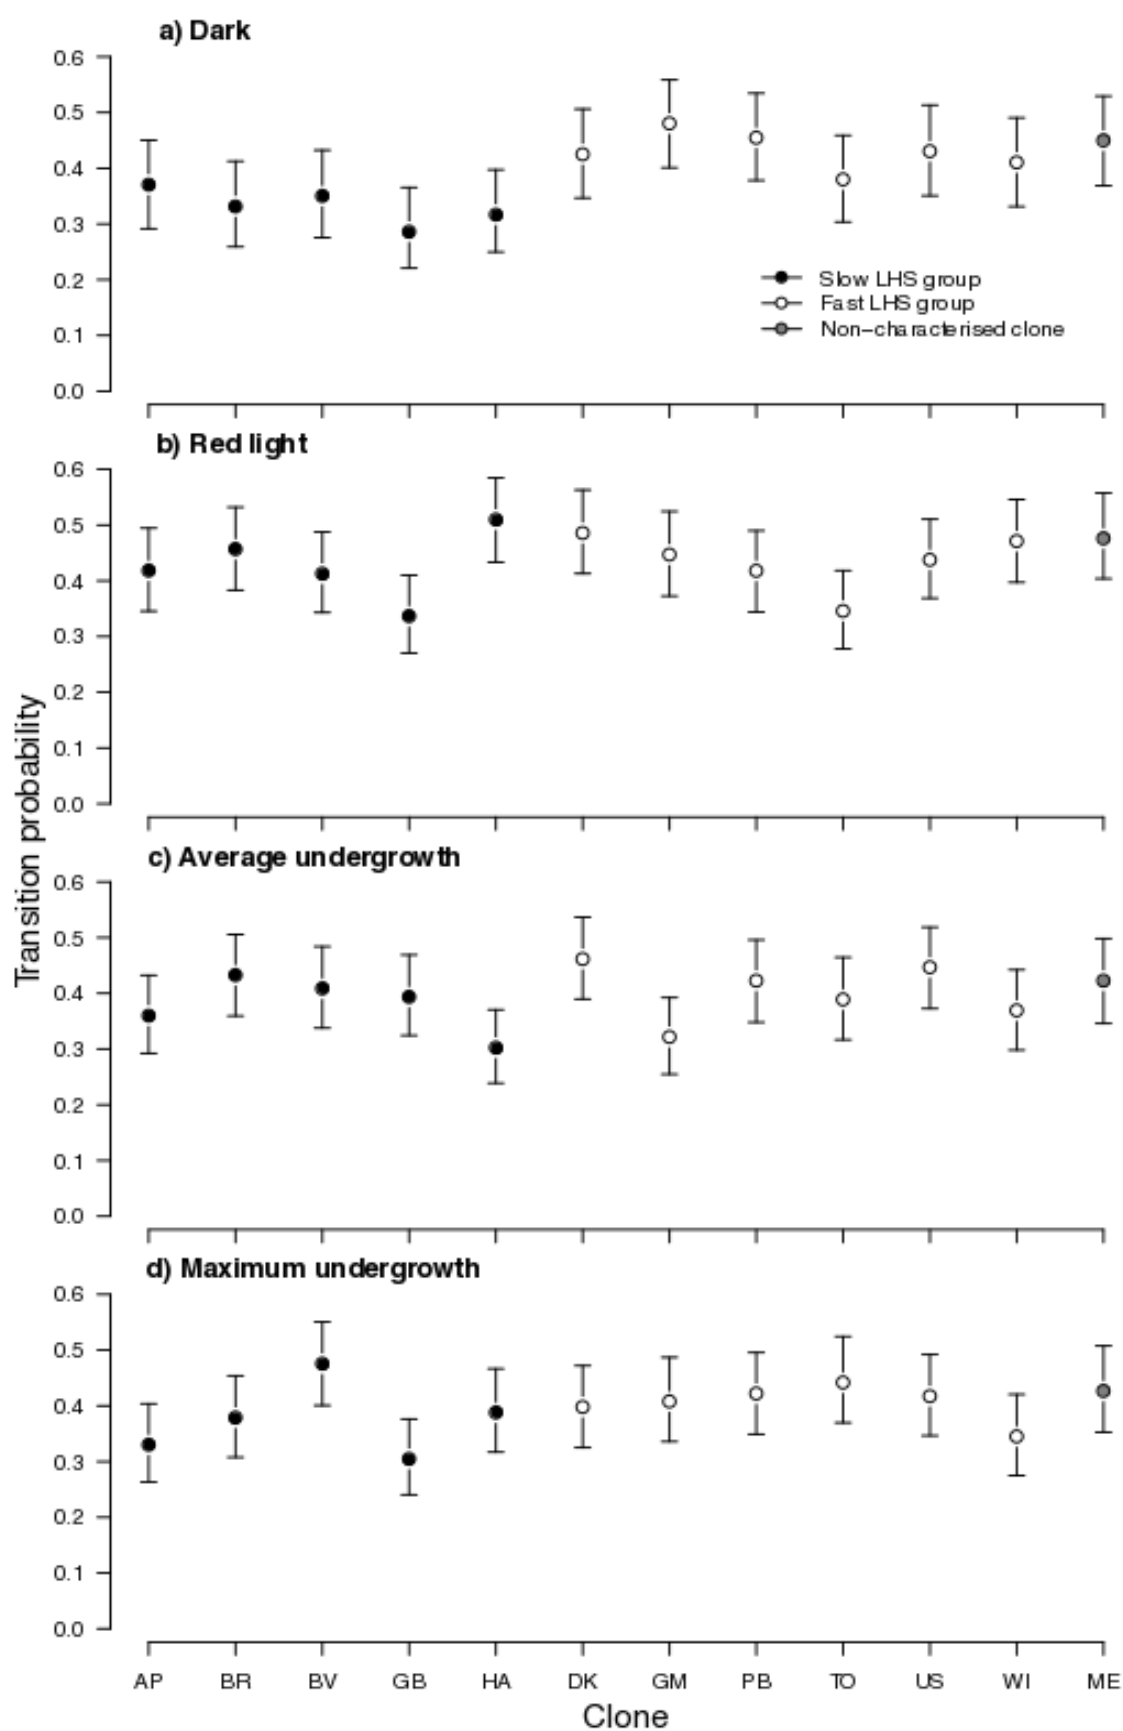 a) Dark
0.6
0.5
0.4
0.3
0.2
0.1
0.0
Slow LHS group
Fast LHS group
Non-characterised clone
b) Red light
0.6
0.5
0.4
0.3
0.2
0.1
0.0
Transition probability
c) Average undergrowth
0.6
0.5
0.4
0.3
0.2
0.1
0.0
d) Maximum undergrowth
0.6
0.5
0.4
0.3
0.2
0.1
0.0
AP BR BV GB HA DK GM PB TO US WI ME
Clone